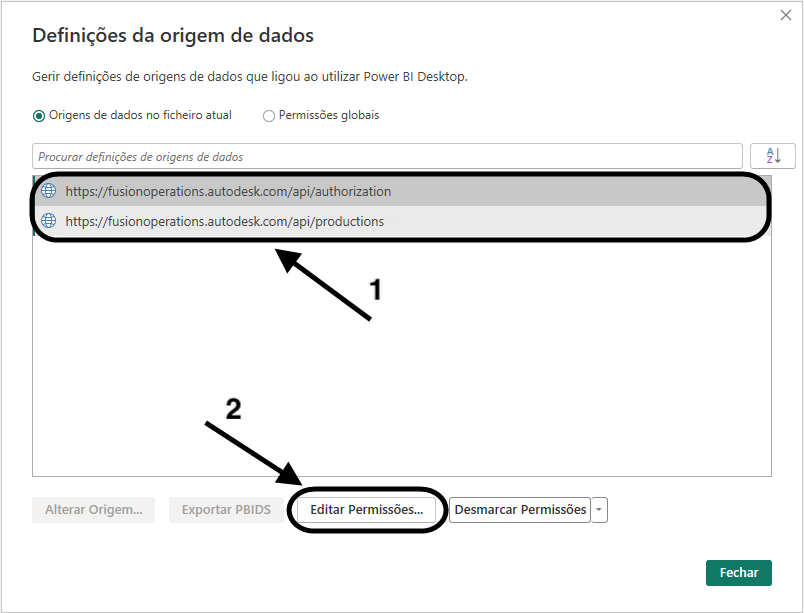 Definições da origem de dados
Gerir definições de origens de dados que ligou ao utilizar Power BI Desktop.
Origens de dados no ficheiro atual Permissões globais
Procurar definições de origens de dados
A
Z
https://fusionoperations.autodesk.com/api/authorization
https://fusionoperations.autodesk.com/api/productions
1
2
Alterar Origem... Exportar PBIDS Editar Permissões... Desmarcar Permissões
Fechar